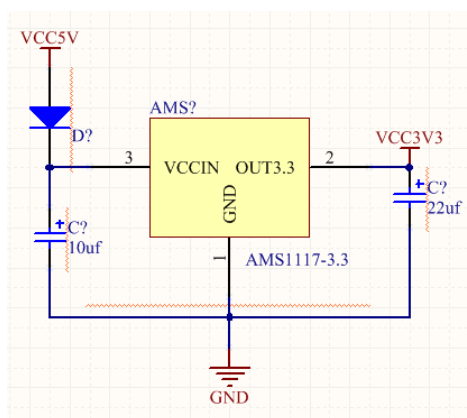 VCC5V
AMS?
D?
VCC3V3
3
VCCIN
OUT3.3
2
GND
C?
22uf
C?
10uf
1
AMS1117-3.3
GND